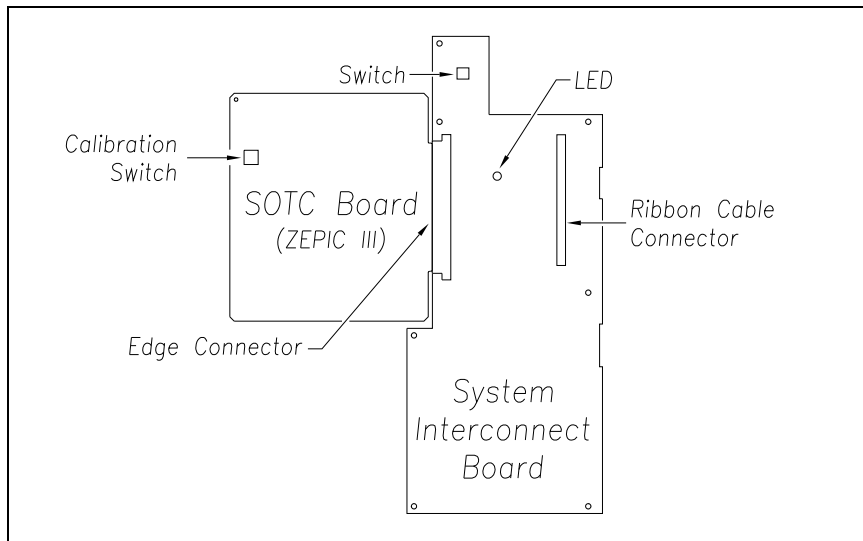 Switch
LED
Calibration
Switch
SOTC Board
(ZEPIC III)
Ribbon Cable
Connector
Edge Connector
System
Interconnect
Board